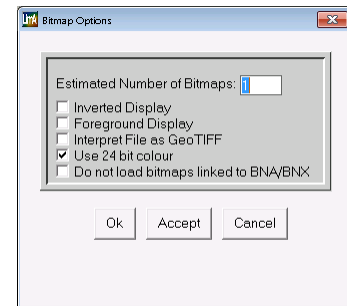 Bitmap Options
Estimated Number of Bitmaps: 1
Inverted Display
Foreground Display
Interpret File as GeoTIFF
Use 24 bit colour
Do not load bitmaps linked to BNA/BNX
Ok Accept Cancel